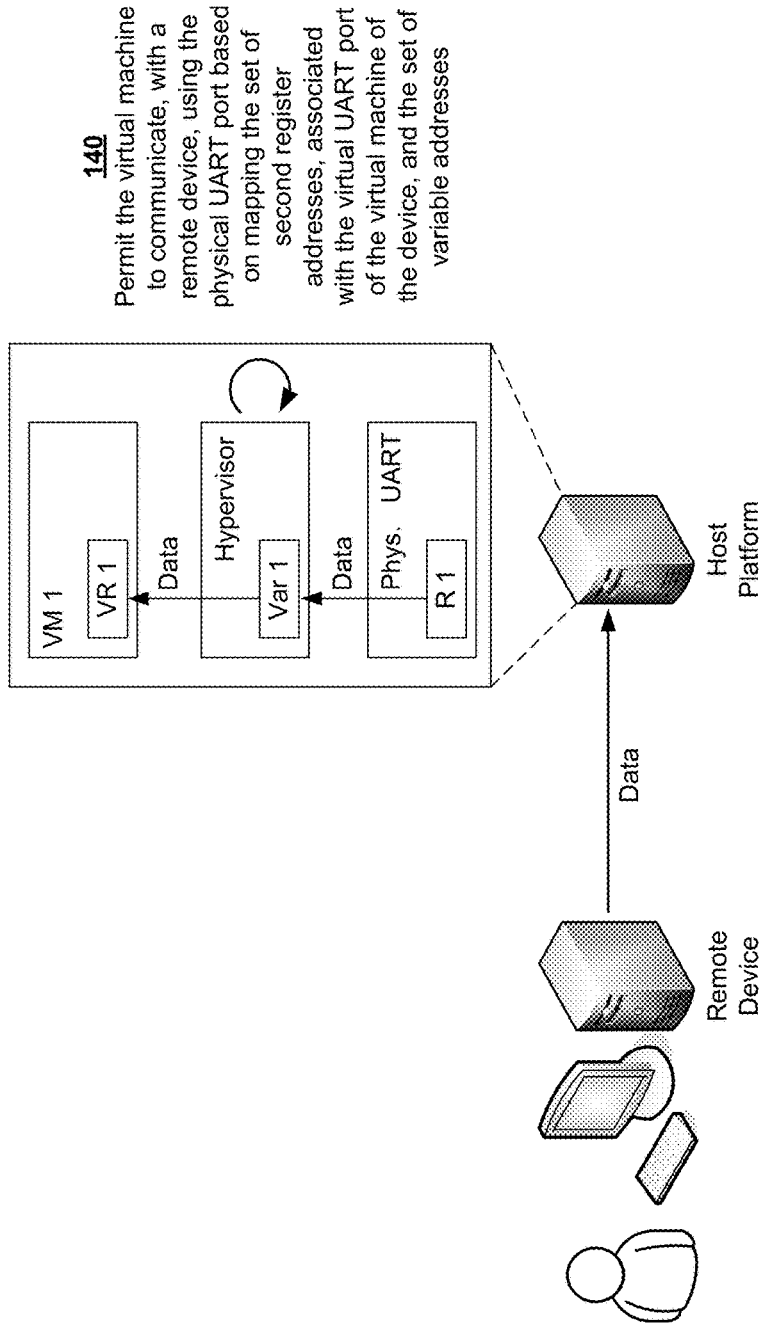 140
Permit the virtual machine
to communicate, with a
remote device, using the
physical UART port based
on mapping the set of
second register
addresses, associated
with the virtual UART port
of the virtual machine of
the device, and the set of
variable addresses
VM 1
VR 1
Data
Hypervisor
Var 1
Data
Phys. UART
R 1
Data
Remote
Device
Host
Platform